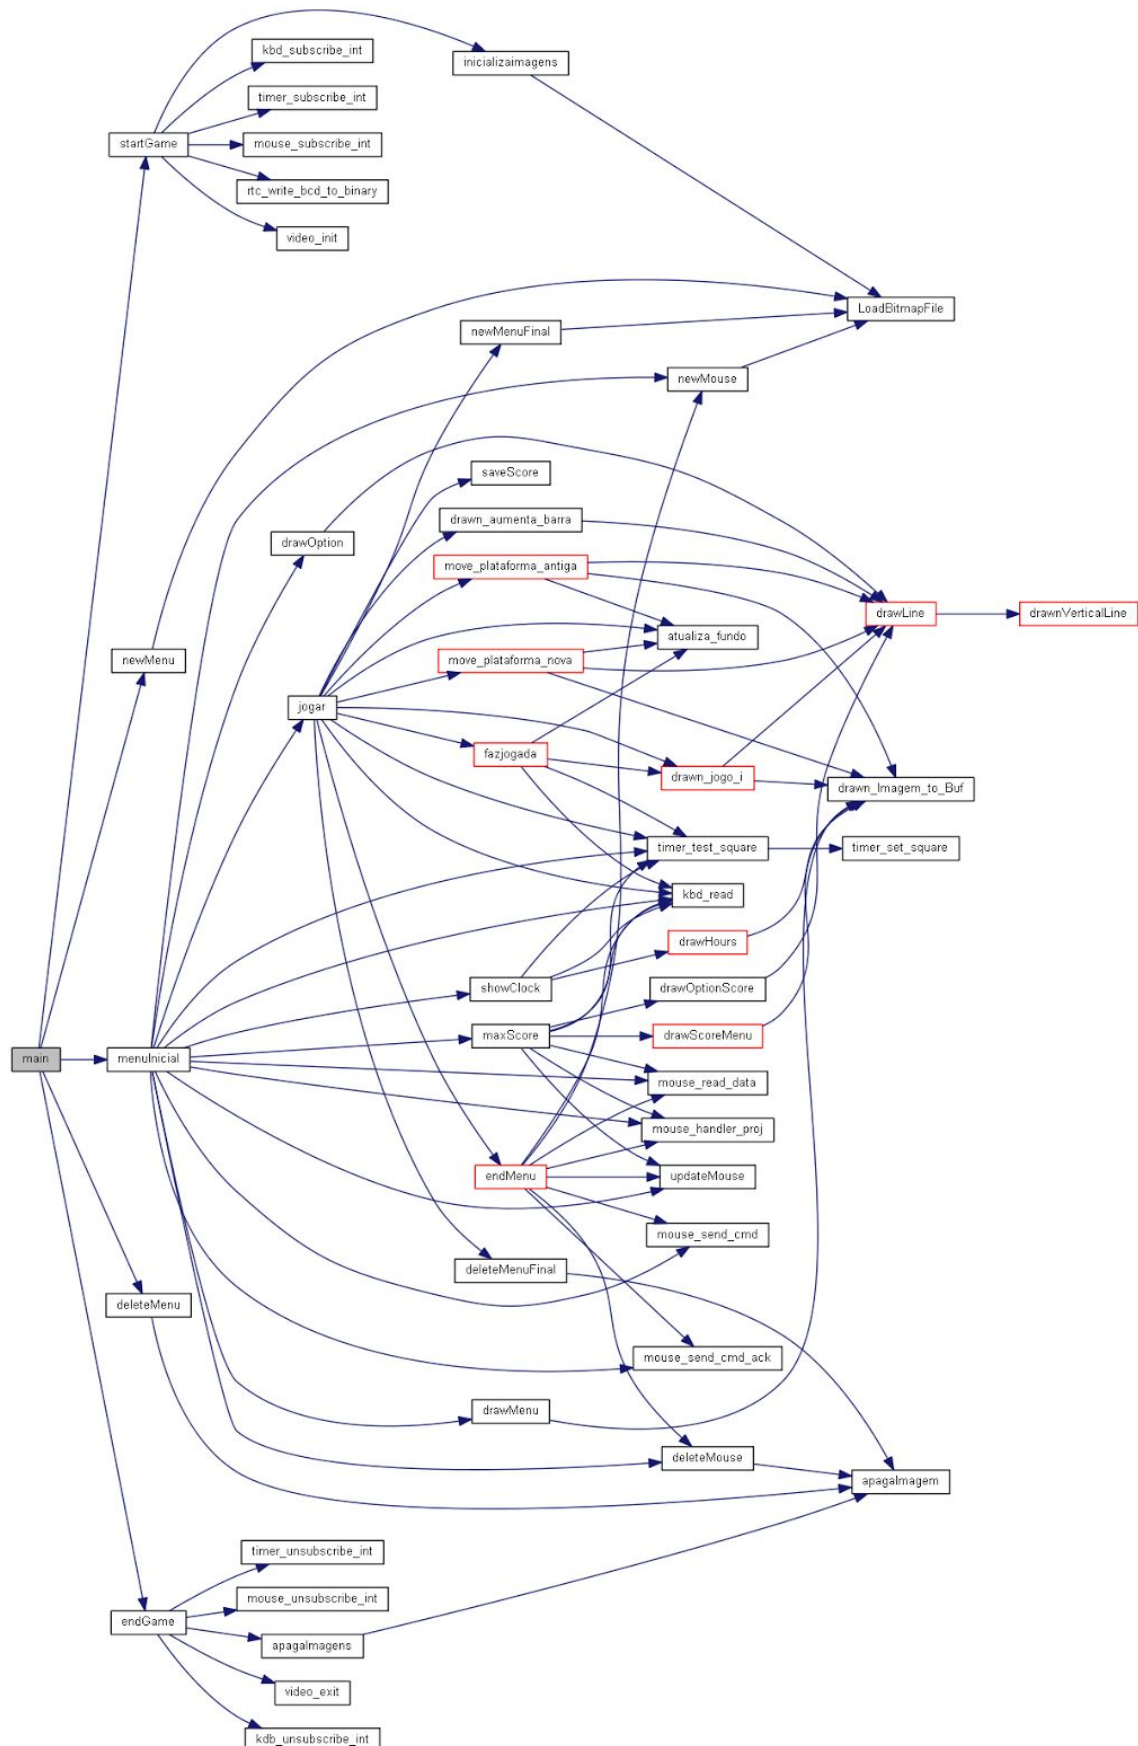 kbd_subscribe_int
inicializaimagens
timer_subscribe_int
startGame
mouse_subscribe_int
rtc_write_bcd_to_binary
video_init
LoadBitmapFile
newMenuFinal
newMouse
saveScore
drawn_aumenta_barra
drawOption
move_plataforma_antiga
drawLine
drawnVerticalLine
atualiza_fundo
newMenu
move_plataforma_nova
jogar
fazjogada
drawn_jogo_i
drawn_Imagem_to_Buf
timer_test_square
timer_set_square
kbd_read
drawHours
showClock
drawOptionScore
maxScore
drawScoreMenu
main
menuInicial
mouse_read_data
mouse_handler_proj
endMenu
updateMouse
mouse_send_cmd
deleteMenuFinal
deleteMenu
mouse_send_cmd_ack
drawMenu
deleteMouse
apagaImagem
timer_unsubscribe_int
mouse_unsubscribe_int
endGame
apagaImagens
video_exit
kdb_unsubscribe_int